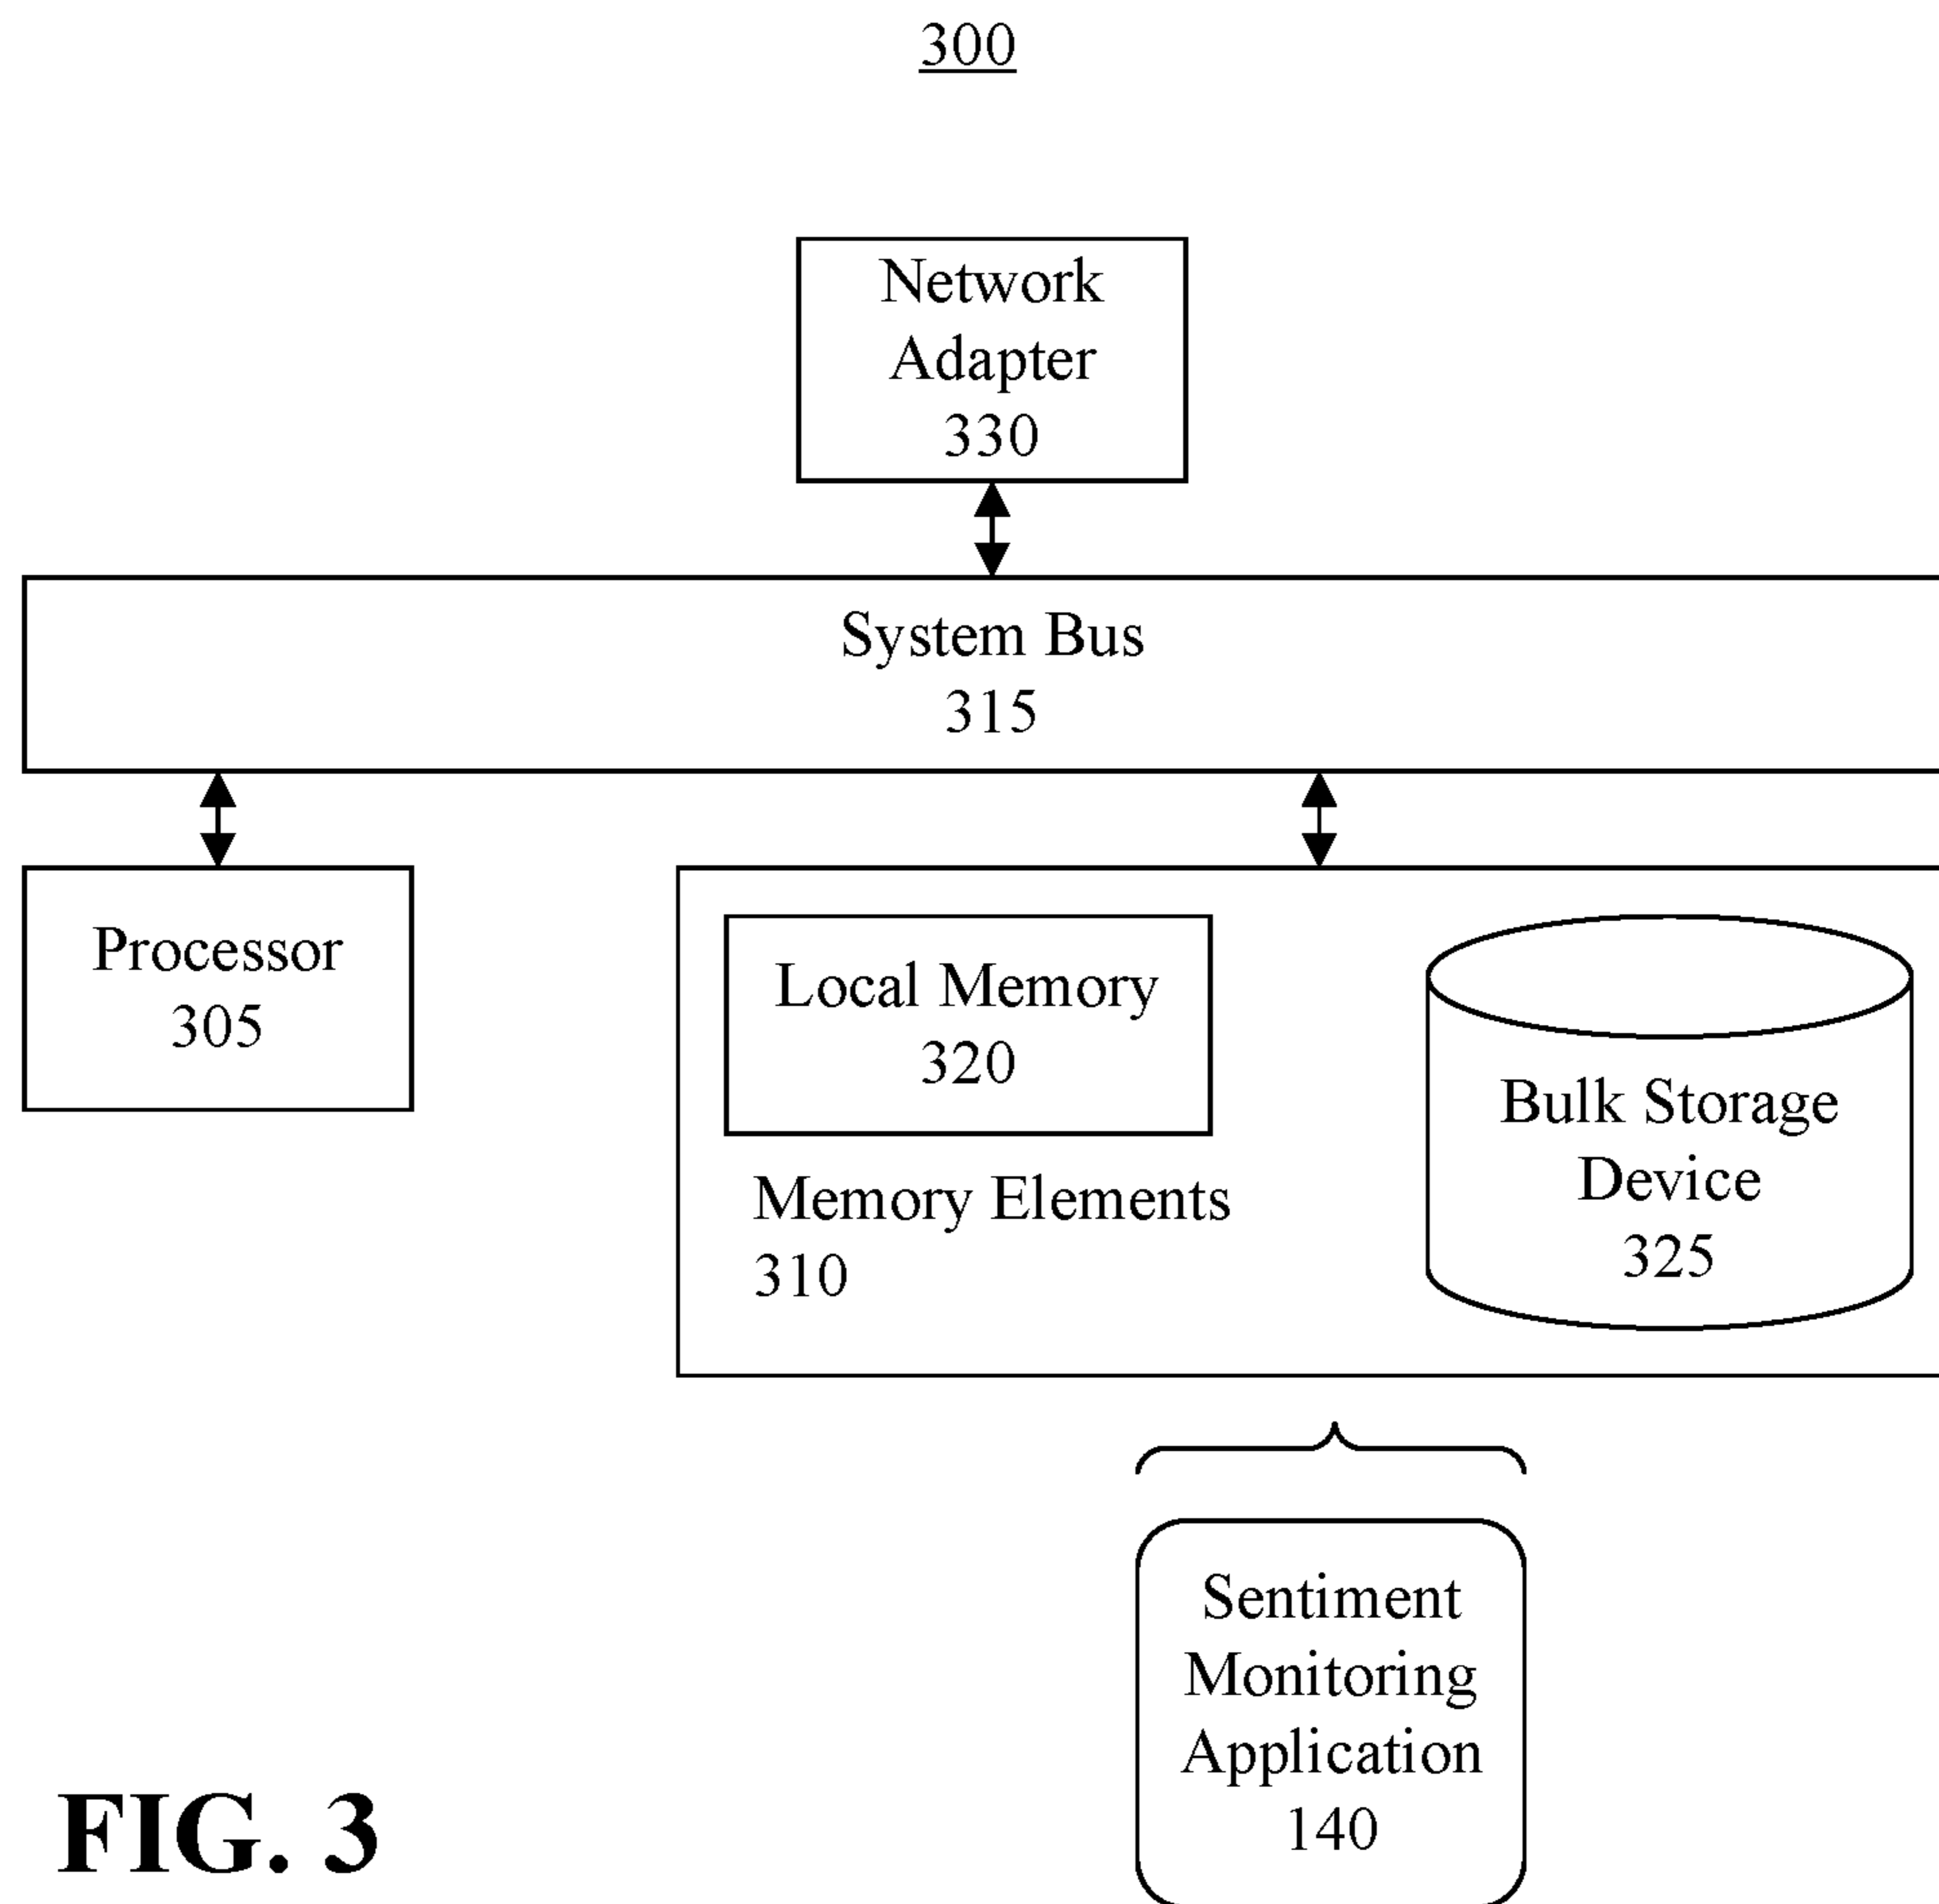 300
Network
Adapter
330
System Bus
315
Processor
305
Local Memory
320
Memory Elements
310
Bulk Storage
Device
325
Sentiment
Monitoring
Application
140
FIG. 3